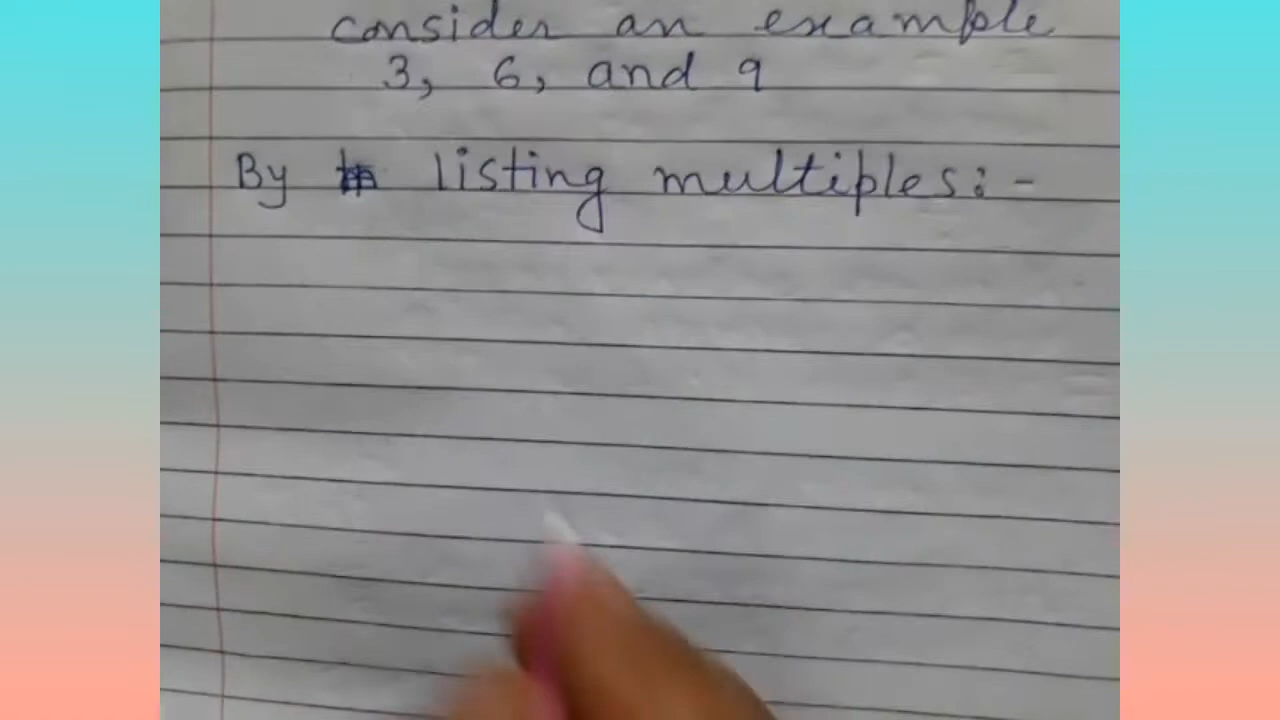 consider an example
3, 6, and 9
By listing multiples:-